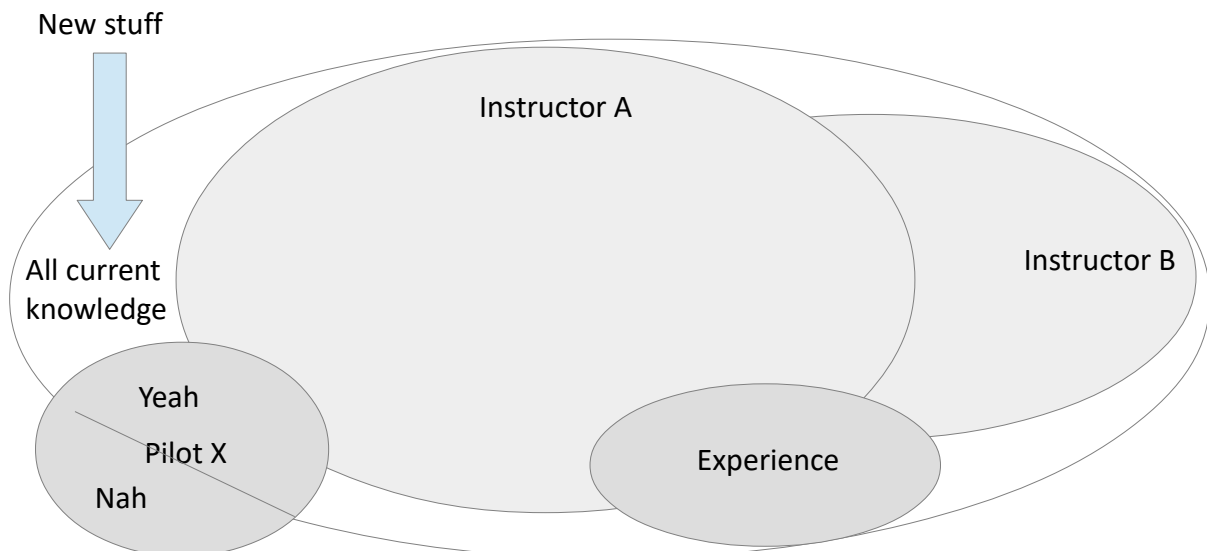 New stuff
Instructor A
Instructor B
All current
knowledge
Yeah
Pilot X
Nah
Experience